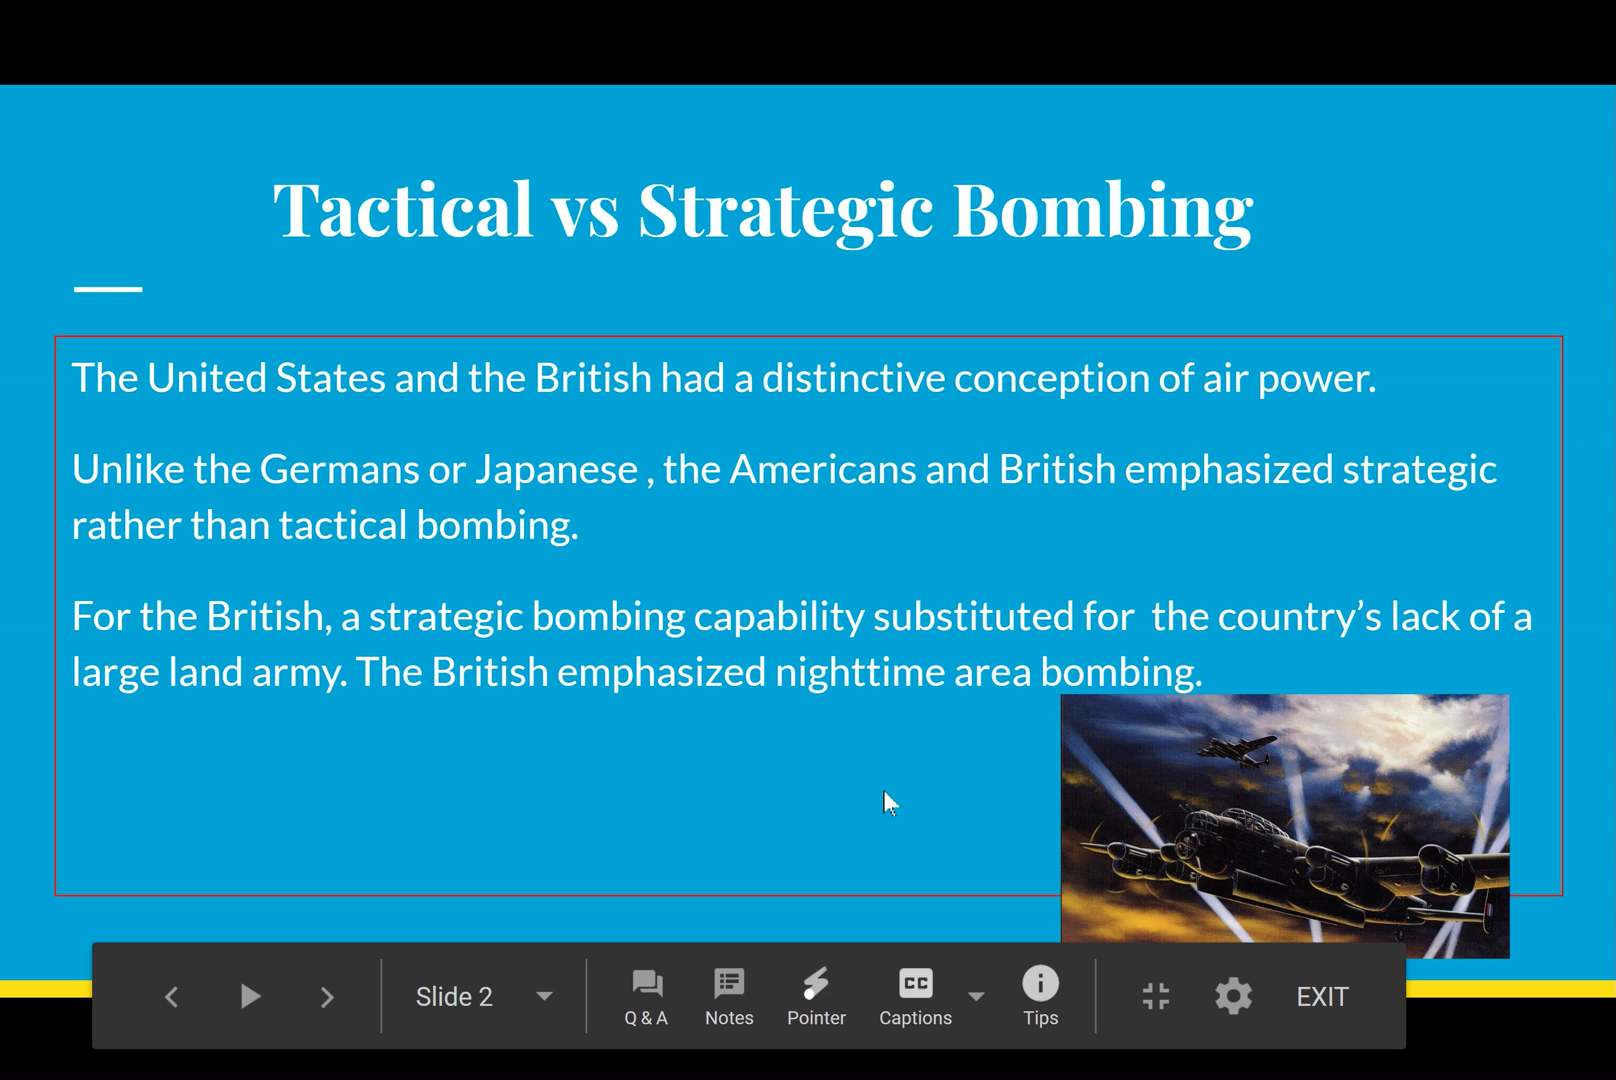 Tactical vs Strategic Bombing
The United States and the British had a distinctive conception of air power.
Unlike the Germans or Japanese , the Americans and British emphasized strategic
rather than tactical bombing.
For the British, a strategic bombing capability substituted for  the country’s lack of a
large land army. The British emphasized nighttime area bombing.
Slide 2
Q & A
Notes
Pointer
CC
Captions
Tips
EXIT